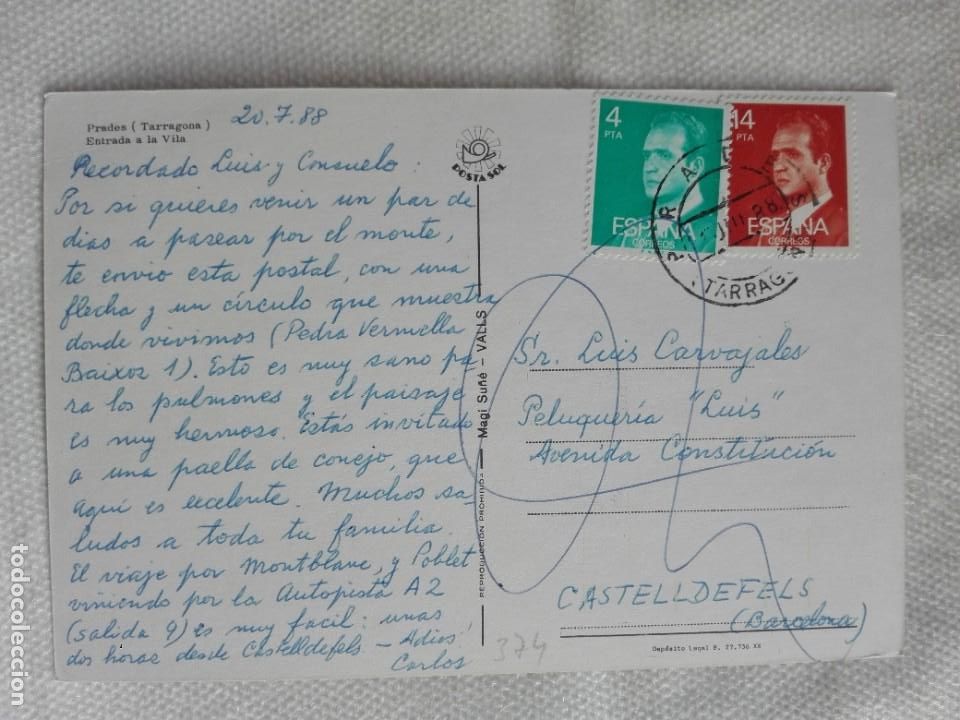 Prades (Tarragona)
Entrada a la Vila
20.7.88
Recordado Luis y Consuelo:
Por si quieres venir un par de
dias a pasear por el monte,
te envio esta postal, con una
flecha y un círculo que muestra
donde vivimos (Pedra Vermella
Baixos 1). Esto es muy sano pa-
ra los pulmones y el paisaje
es muy hermoso. Estás invitado
a una paella de conejo, que
aquí es excelente. Muchos sa-
ludos a toda tu familia.
El viaje por Montblanc, y Poblet
viniendo por la Autopista A2
(salida 9) es muy facil: unas
dos horas desde Castelldefels - Adios
Carlos
POSTA SOL
REPRODUCCIÓN PROHIBIDA Magi Suñé - VALLS
4
PTA
ESPAÑA
CORREOS
14
PTA
ESPAÑA
CORREOS
TARRAG
Sr. Luis Carvajales
Peluquería "Luis"
Avenida Constitución
CASTELLDEFELS
(Barcelona)
374
Depósito Legal B. 27.736 XX
todocoleccion